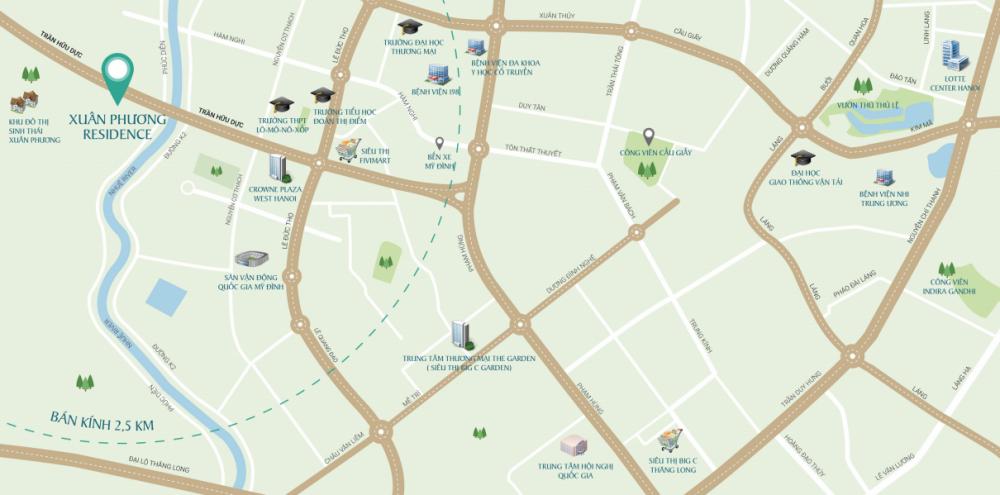 TRẦN HỮU DỰC
KHU ĐÔ THỊ
SINH THÁI
XUÂN PHƯƠNG
XUÂN PHƯƠNG
RESIDENCE
PHÚC DIỄN
HÀM NGHI
NGUYỄN CƠ THẠCH
LÊ ĐỨC THỌ
TRẦN HỮU DỰC
ĐƯỜNG K2
NHUỆ RIVER
TRƯỜNG THPT
LÔ-MÔ-NÔ-XỐP
TRƯỜNG TIỂU HỌC
ĐOÀN THỊ ĐIỂM
TRƯỜNG ĐẠI HỌC
THƯƠNG MẠI
BỆNH VIỆN 198
BỆNH VIỆN ĐA KHOA
Y HỌC CỔ TRUYỀN
XUÂN THỦY
CẦU GIẤY
DƯƠNG QUẢNG HÀM
QUAN HOA
BƯỞI
LINH LANG
ĐÀO TẤN
LOTTE
CENTER HANOI
VƯỜN THÚ THỦ LỆ
KIM MÃ
HÀM NGHI
DUY TÂN
TRẦN THÁI TÔNG
SIÊU THỊ
FIVIMART
BẾN XE
MỸ ĐÌNH
TÔN THẤT THUYẾT
CÔNG VIÊN CẦU GIẤY
LÁNG
ĐẠI HỌC
GIAO THÔNG VẬN TẢI
BỆNH VIỆN NHI
TRUNG ƯƠNG
NGUYỄN CHÍ THANH
CROWNE PLAZA
WEST HANOI
NGUYỄN CƠ THẠCH
LÊ ĐỨC THỌ
PHẠM HÙNG
PHẠM VĂN BẠCH
LÁNG
SÂN VẬN ĐỘNG
QUỐC GIA MỸ ĐÌNH
DƯƠNG ĐÌNH NGHỆ
LÁNG
PHÁO ĐÀI LÁNG
CÔNG VIÊN
INDIRA GANDHI
NHUỆ RIVER
ĐƯỜNG K2
PHÚC DIỄN
LÊ QUANG ĐẠO
TRUNG TÂM THƯƠNG MẠI THE GARDEN
( SIÊU THỊ BIG C GARDEN)
TRUNG KÍNH
MỄ TRÌ
PHẠM HÙNG
TRẦN DUY HƯNG
LÁNG HẠ
BÁN KÍNH 2,5 KM
CHÂU VĂN LIÊM
ĐẠI LỘ THĂNG LONG
TRUNG TÂM HỘI NGHỊ
QUỐC GIA
SIÊU THỊ BIG C
THĂNG LONG
HOÀNG ĐẠO THÚY
LÊ VĂN LƯƠNG